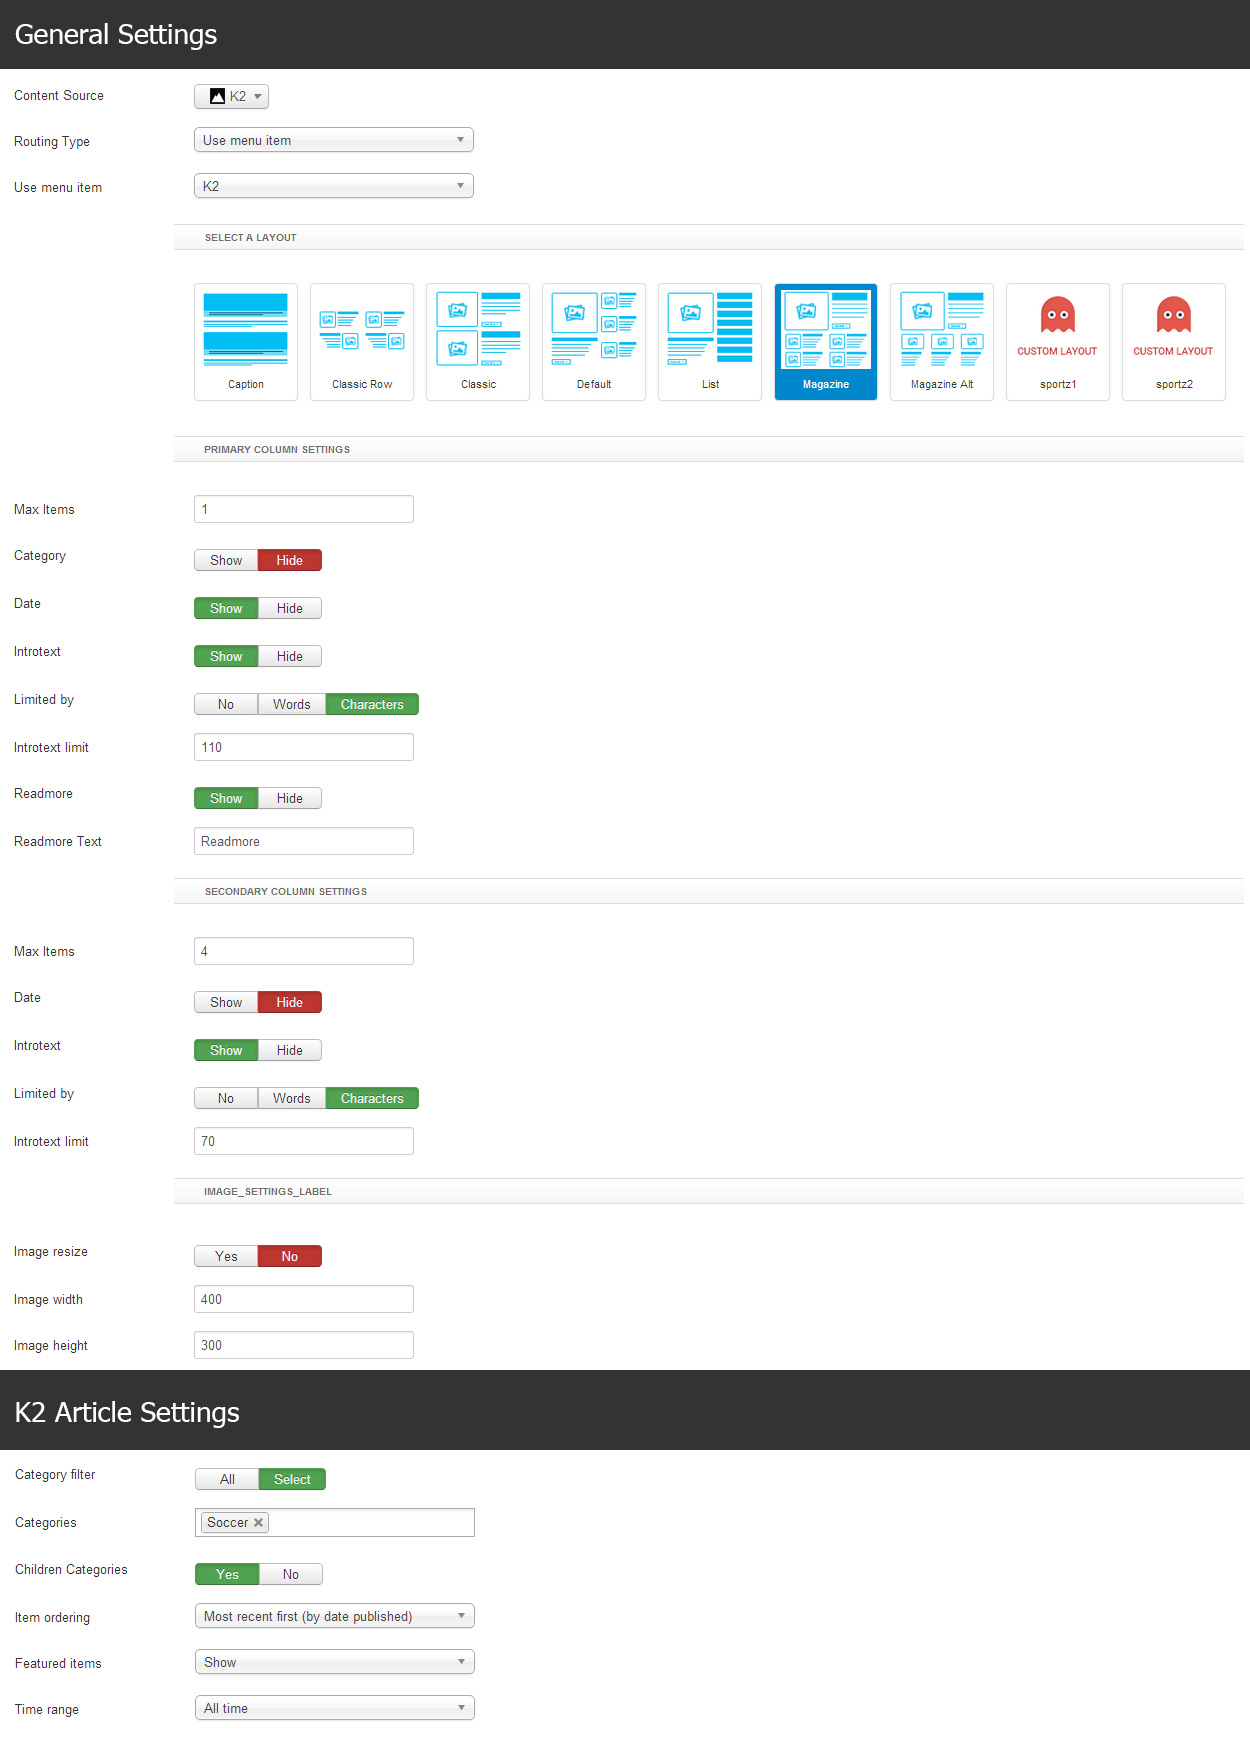 General Settings
Content Source K2
Routing Type Use menu item
Use menu item K2
SELECT A LAYOUT
CUSTOM LAYOUT CUSTOM LAYOUT
Caption Classic Row Classic Default List Magazine Magazine Alt sportz1 sportz2
PRIMARY COLUMN SETTINGS
Max Items 1
Category Show Hide
Date Show Hide
Introtext Show Hide
Limited by No Words Characters
Introtext limit 110
Readmore Show Hide
Readmore Text Readmore
SECONDARY COLUMN SETTINGS
Max Items 4
Date Show Hide
Introtext Show Hide
Limited by No Words Characters
Introtext limit 70
IMAGE_SETTINGS_LABEL
Image resize Yes No
Image width 400
Image height 300
K2 Article Settings
Category filter All Select
Categories Soccer
Children Categories Yes No
Item ordering Most recent first (by date published)
Featured items Show
Time range All time